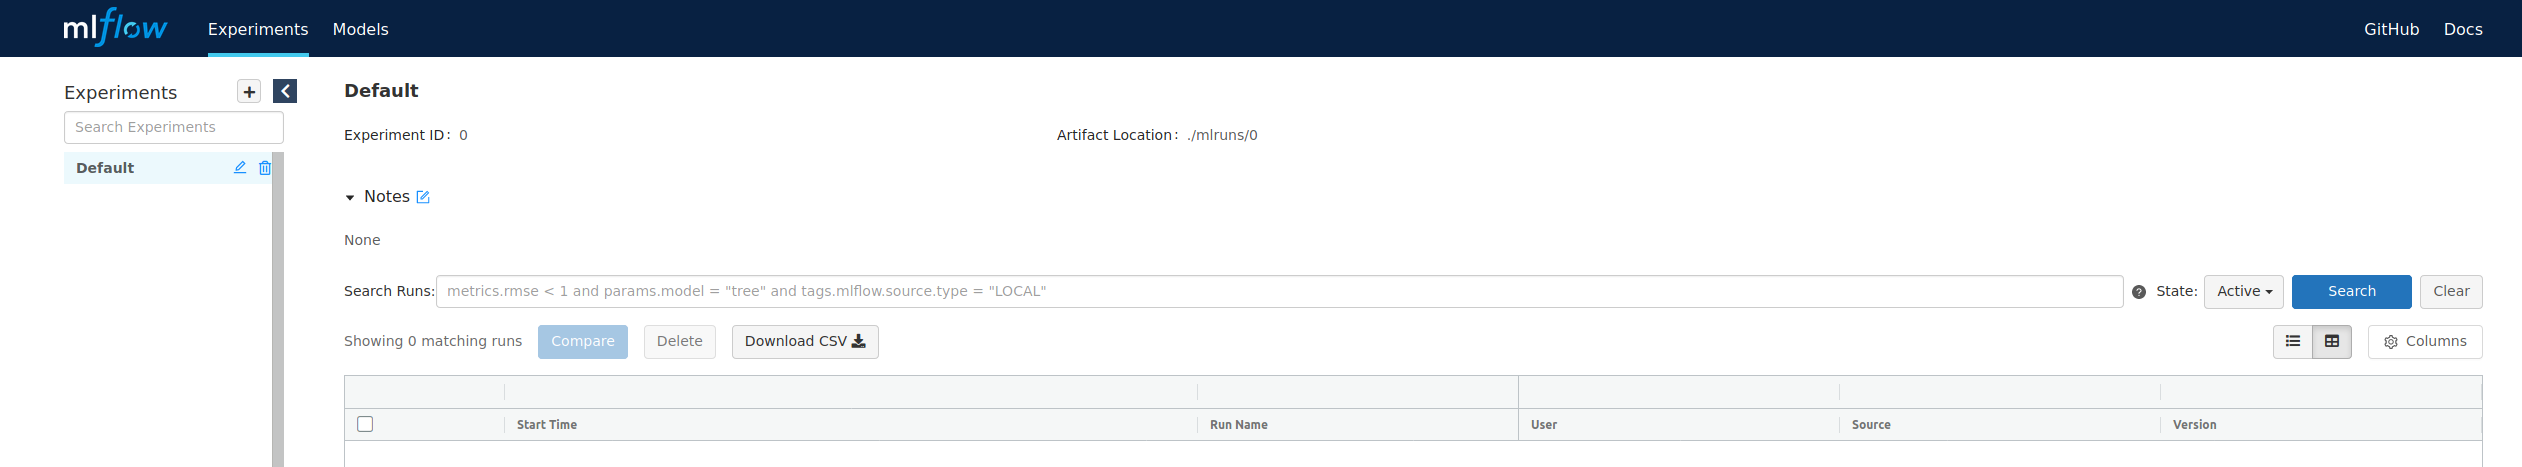 mlflow Experiments Models GitHub Docs
Experiments
Search Experiments
Default
Default
Experiment ID: 0 Artifact Location: ./mlruns/0
Notes
None
Search Runs: metrics.rmse < 1 and params.model = "tree" and tags.mlflow.source.type = "LOCAL" ? State: Active Search Clear
Showing 0 matching runs Compare Delete Download CSV Columns
Start Time Run Name User Source Version